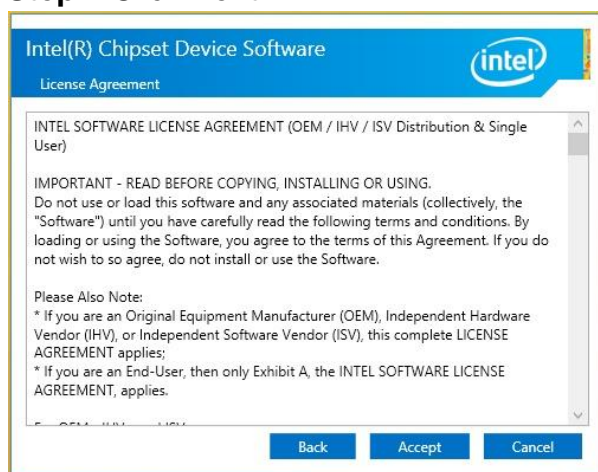 Intel(R) Chipset Device Software
intel
License Agreement
INTEL SOFTWARE LICENSE AGREEMENT (OEM / IHV / ISV Distribution & Single
User)
IMPORTANT - READ BEFORE COPYING, INSTALLING OR USING.
Do not use or load this software and any associated materials (collectively, the
"Software") until you have carefully read the following terms and conditions. By
loading or using the Software, you agree to the terms of this Agreement. If you do
not wish to so agree, do not install or use the Software.
Please Also Note:
* If you are an Original Equipment Manufacturer (OEM), Independent Hardware
Vendor (IHV), or Independent Software Vendor (ISV), this complete LICENSE
AGREEMENT applies;
* If you are an End-User, then only Exhibit A, the INTEL SOFTWARE LICENSE
AGREEMENT, applies.
Back Accept Cancel